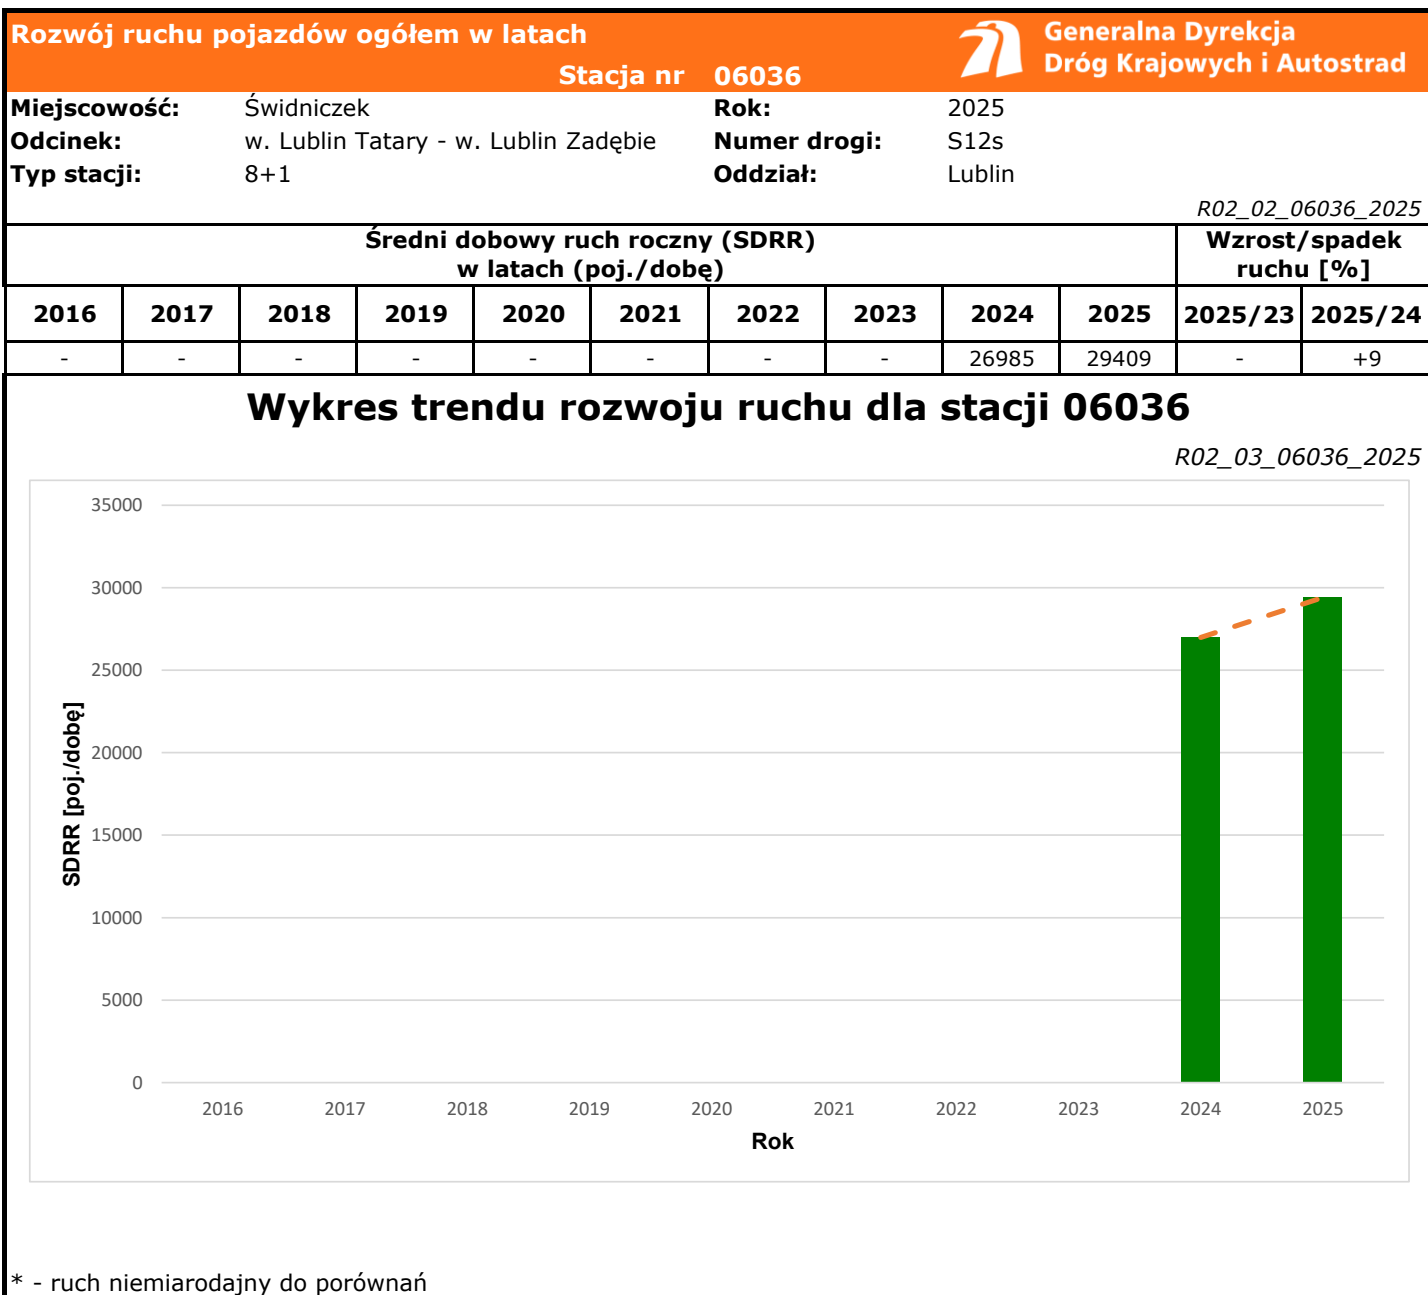 Rozwój ruchu pojazdów ogółem w latach
Generalna Dyrekcja
Dróg Krajowych i Autostrad
Stacja nr 06036
Miejscowość: Świdniczek Rok: 2025
Odcinek: w. Lublin Tatary - w. Lublin Zadębie Numer drogi: S12s
Typ stacji: 8+1 Oddział: Lublin
R02_02_06036_2025
Średni dobowy ruch roczny (SDRR)
w latach (poj./dobę)
Wzrost/spadek
ruchu [%]
2016 2017 2018 2019 2020 2021 2022 2023 2024 2025 2025/23 2025/24
- - - - - - - - 26985 29409 - +9
Wykres trendu rozwoju ruchu dla stacji 06036
R02_03_06036_2025
35000
30000
25000
20000
15000
10000
5000
0
SDRR [poj./dobę]
2016 2017 2018 2019 2020 2021 2022 2023 2024 2025
Rok
* - ruch niemiarodajny do porównań